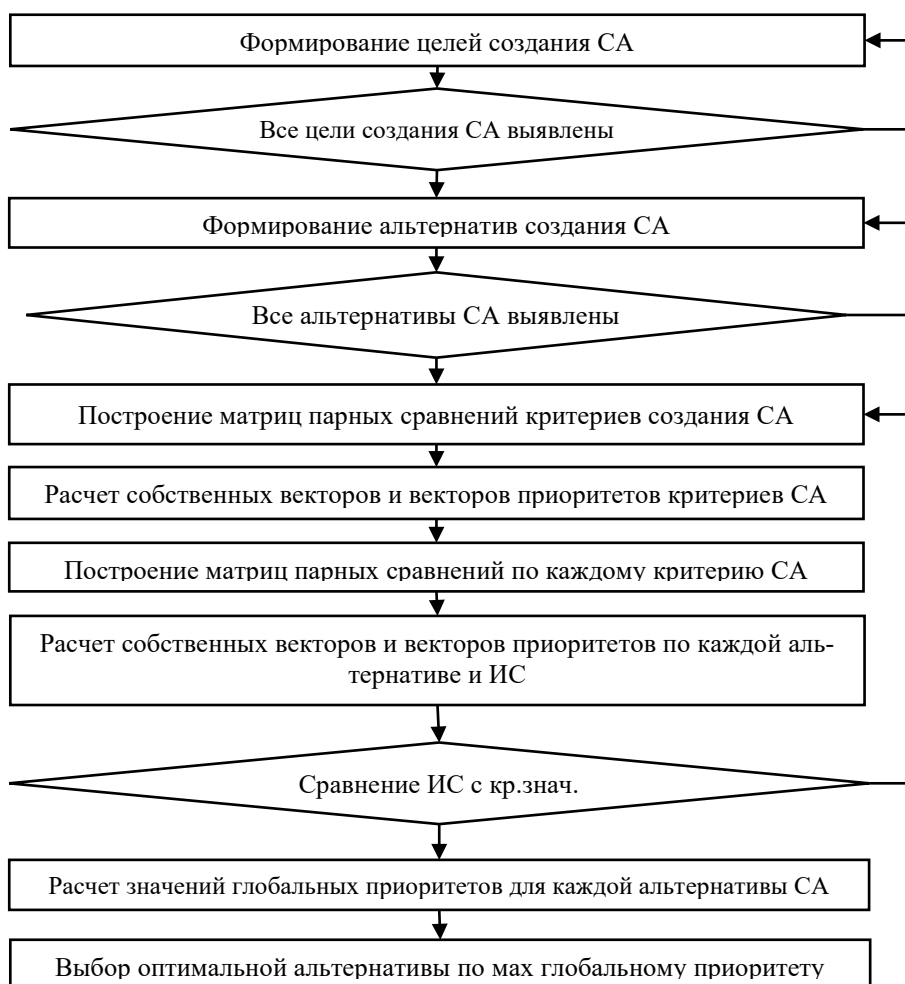 Формирование целей создания СА
Все цели создания СА выявлены
Формирование альтернатив создания СА
Все альтернативы СА выявлены
Построение матриц парных сравнений критериев создания СА
Расчет собственных векторов и векторов приоритетов критериев СА
Построение матриц парных сравнений по каждому критерию СА
Расчет собственных векторов и векторов приоритетов по каждой аль-
тернативе и ИС
Сравнение ИС с кр.знач.
Расчет значений глобальных приоритетов для каждой альтернативы СА
Выбор оптимальной альтернативы по мах глобальному приоритету